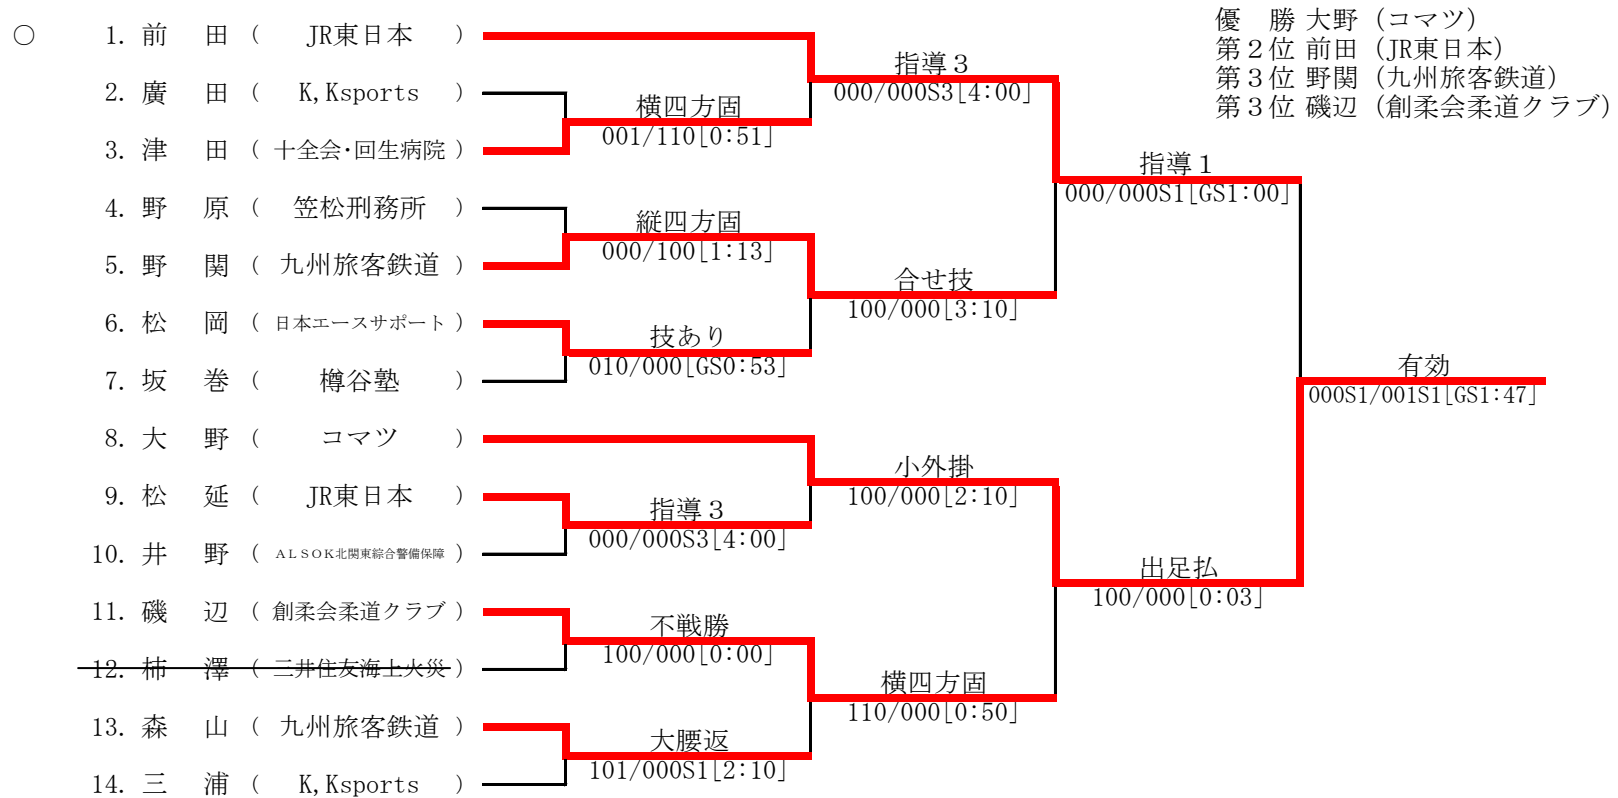 ○ 1. 前 田 ( JR東日本 )
2. 廣 田 ( K,Ksports )
3. 津 田 ( 十全会・回生病院 )
4. 野 原 ( 笠松刑務所 )
5. 野 関 ( 九州旅客鉄道 )
6. 松 岡 ( 日本エースサポート )
7. 坂 巻 ( 樽谷塾 )
8. 大 野 ( コマツ )
9. 松 延 ( JR東日本 )
10. 井 野 ( ALSOK北関東綜合警備保障 )
11. 磯 辺 ( 創柔会柔道クラブ )
12. 柿 澤 ( 三井住友海上火災 )
13. 森 山 ( 九州旅客鉄道 )
14. 三 浦 ( K,Ksports )
横四方固
001/110[0:51]
縦四方固
000/100[1:13]
技あり
010/000[GS0:53]
指導3
000/000S3[4:00]
不戦勝
100/000[0:00]
大腰返
101/000S1[2:10]
指導3
000/000S3[4:00]
合せ技
100/000[3:10]
小外掛
100/000[2:10]
横四方固
110/000[0:50]
指導1
000/000S1[GS1:00]
出足払
100/000[0:03]
有効
000S1/001S1[GS1:47]
優 勝 大野 (コマツ)
第2位 前田 (JR東日本)
第3位 野関 (九州旅客鉄道)
第3位 磯辺 (創柔会柔道クラブ)